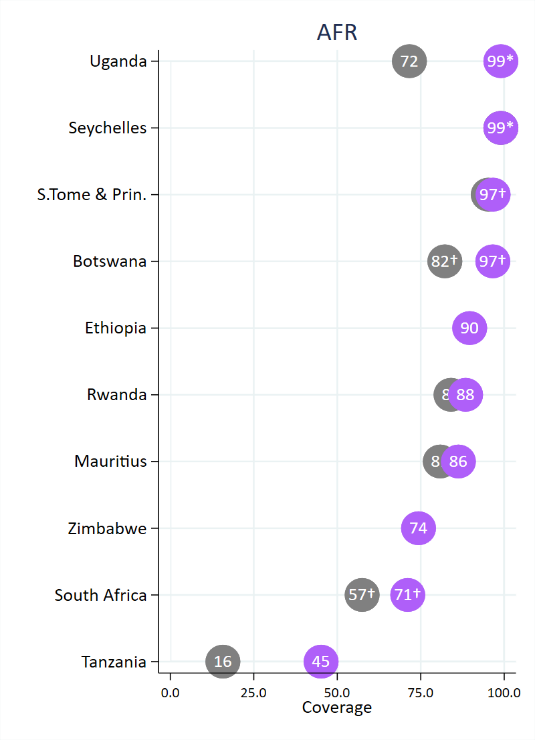 AFR
Uganda 72 99*
Seychelles 99*
S.Tome & Prin. 97†
Botswana 82† 97†
Ethiopia 90
Rwanda 8 88
Mauritius 8 86
Zimbabwe 74
South Africa 57† 71†
Tanzania 16 45
0.0 25.0 50.0 75.0 100.0
Coverage